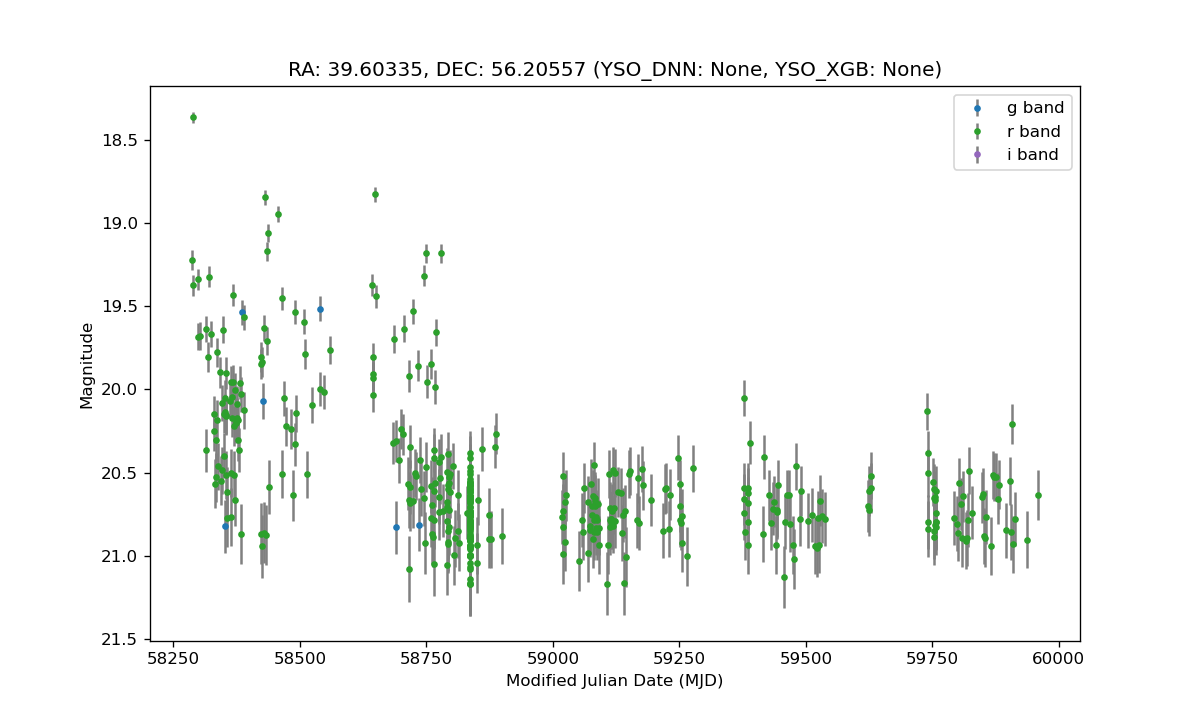 RA: 39.60335, DEC: 56.20557 (YSO_DNN: None, YSO_XGB: None)
g band
r band
i band
18.5
19.0
19.5
20.0
20.5
21.0
21.5
Magnitude
58250 58500 58750 59000 59250 59500 59750 60000
Modified Julian Date (MJD)